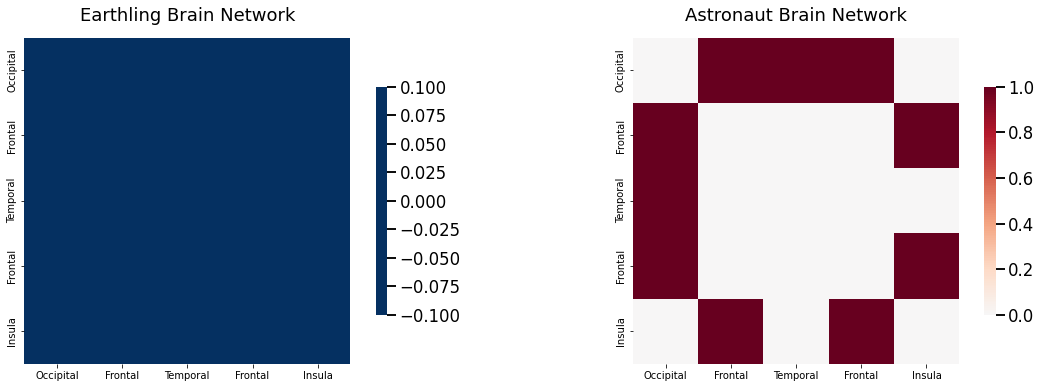 Earthling Brain Network
Occipital
Frontal
Temporal
Frontal
Insula
Occipital Frontal Temporal Frontal Insula
0.100
0.075
0.050
0.025
0.000
−0.025
−0.050
−0.075
−0.100
Astronaut Brain Network
Occipital
Frontal
Temporal
Frontal
Insula
Occipital Frontal Temporal Frontal Insula
1.0
0.8
0.6
0.4
0.2
0.0